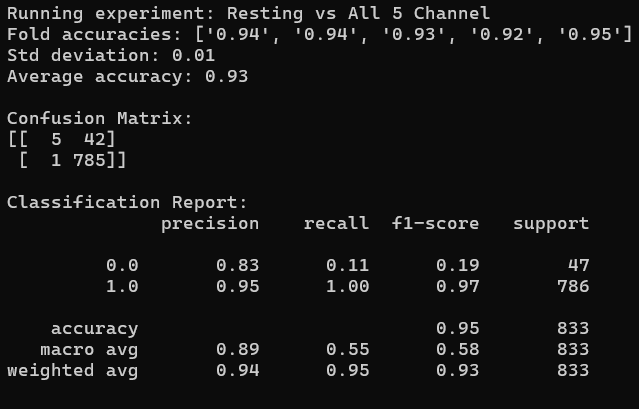 Running experiment: Resting vs All 5 Channel
Fold accuracies: ['0.94', '0.94', '0.93', '0.92', '0.95']
Std deviation: 0.01
Average accuracy: 0.93

Confusion Matrix:
[[  5  42]
 [  1 785]]

Classification Report:
              precision    recall  f1-score   support

         0.0       0.83      0.11      0.19        47
         1.0       0.95      1.00      0.97       786

    accuracy                           0.95       833
   macro avg       0.89      0.55      0.58       833
weighted avg       0.94      0.95      0.93       833